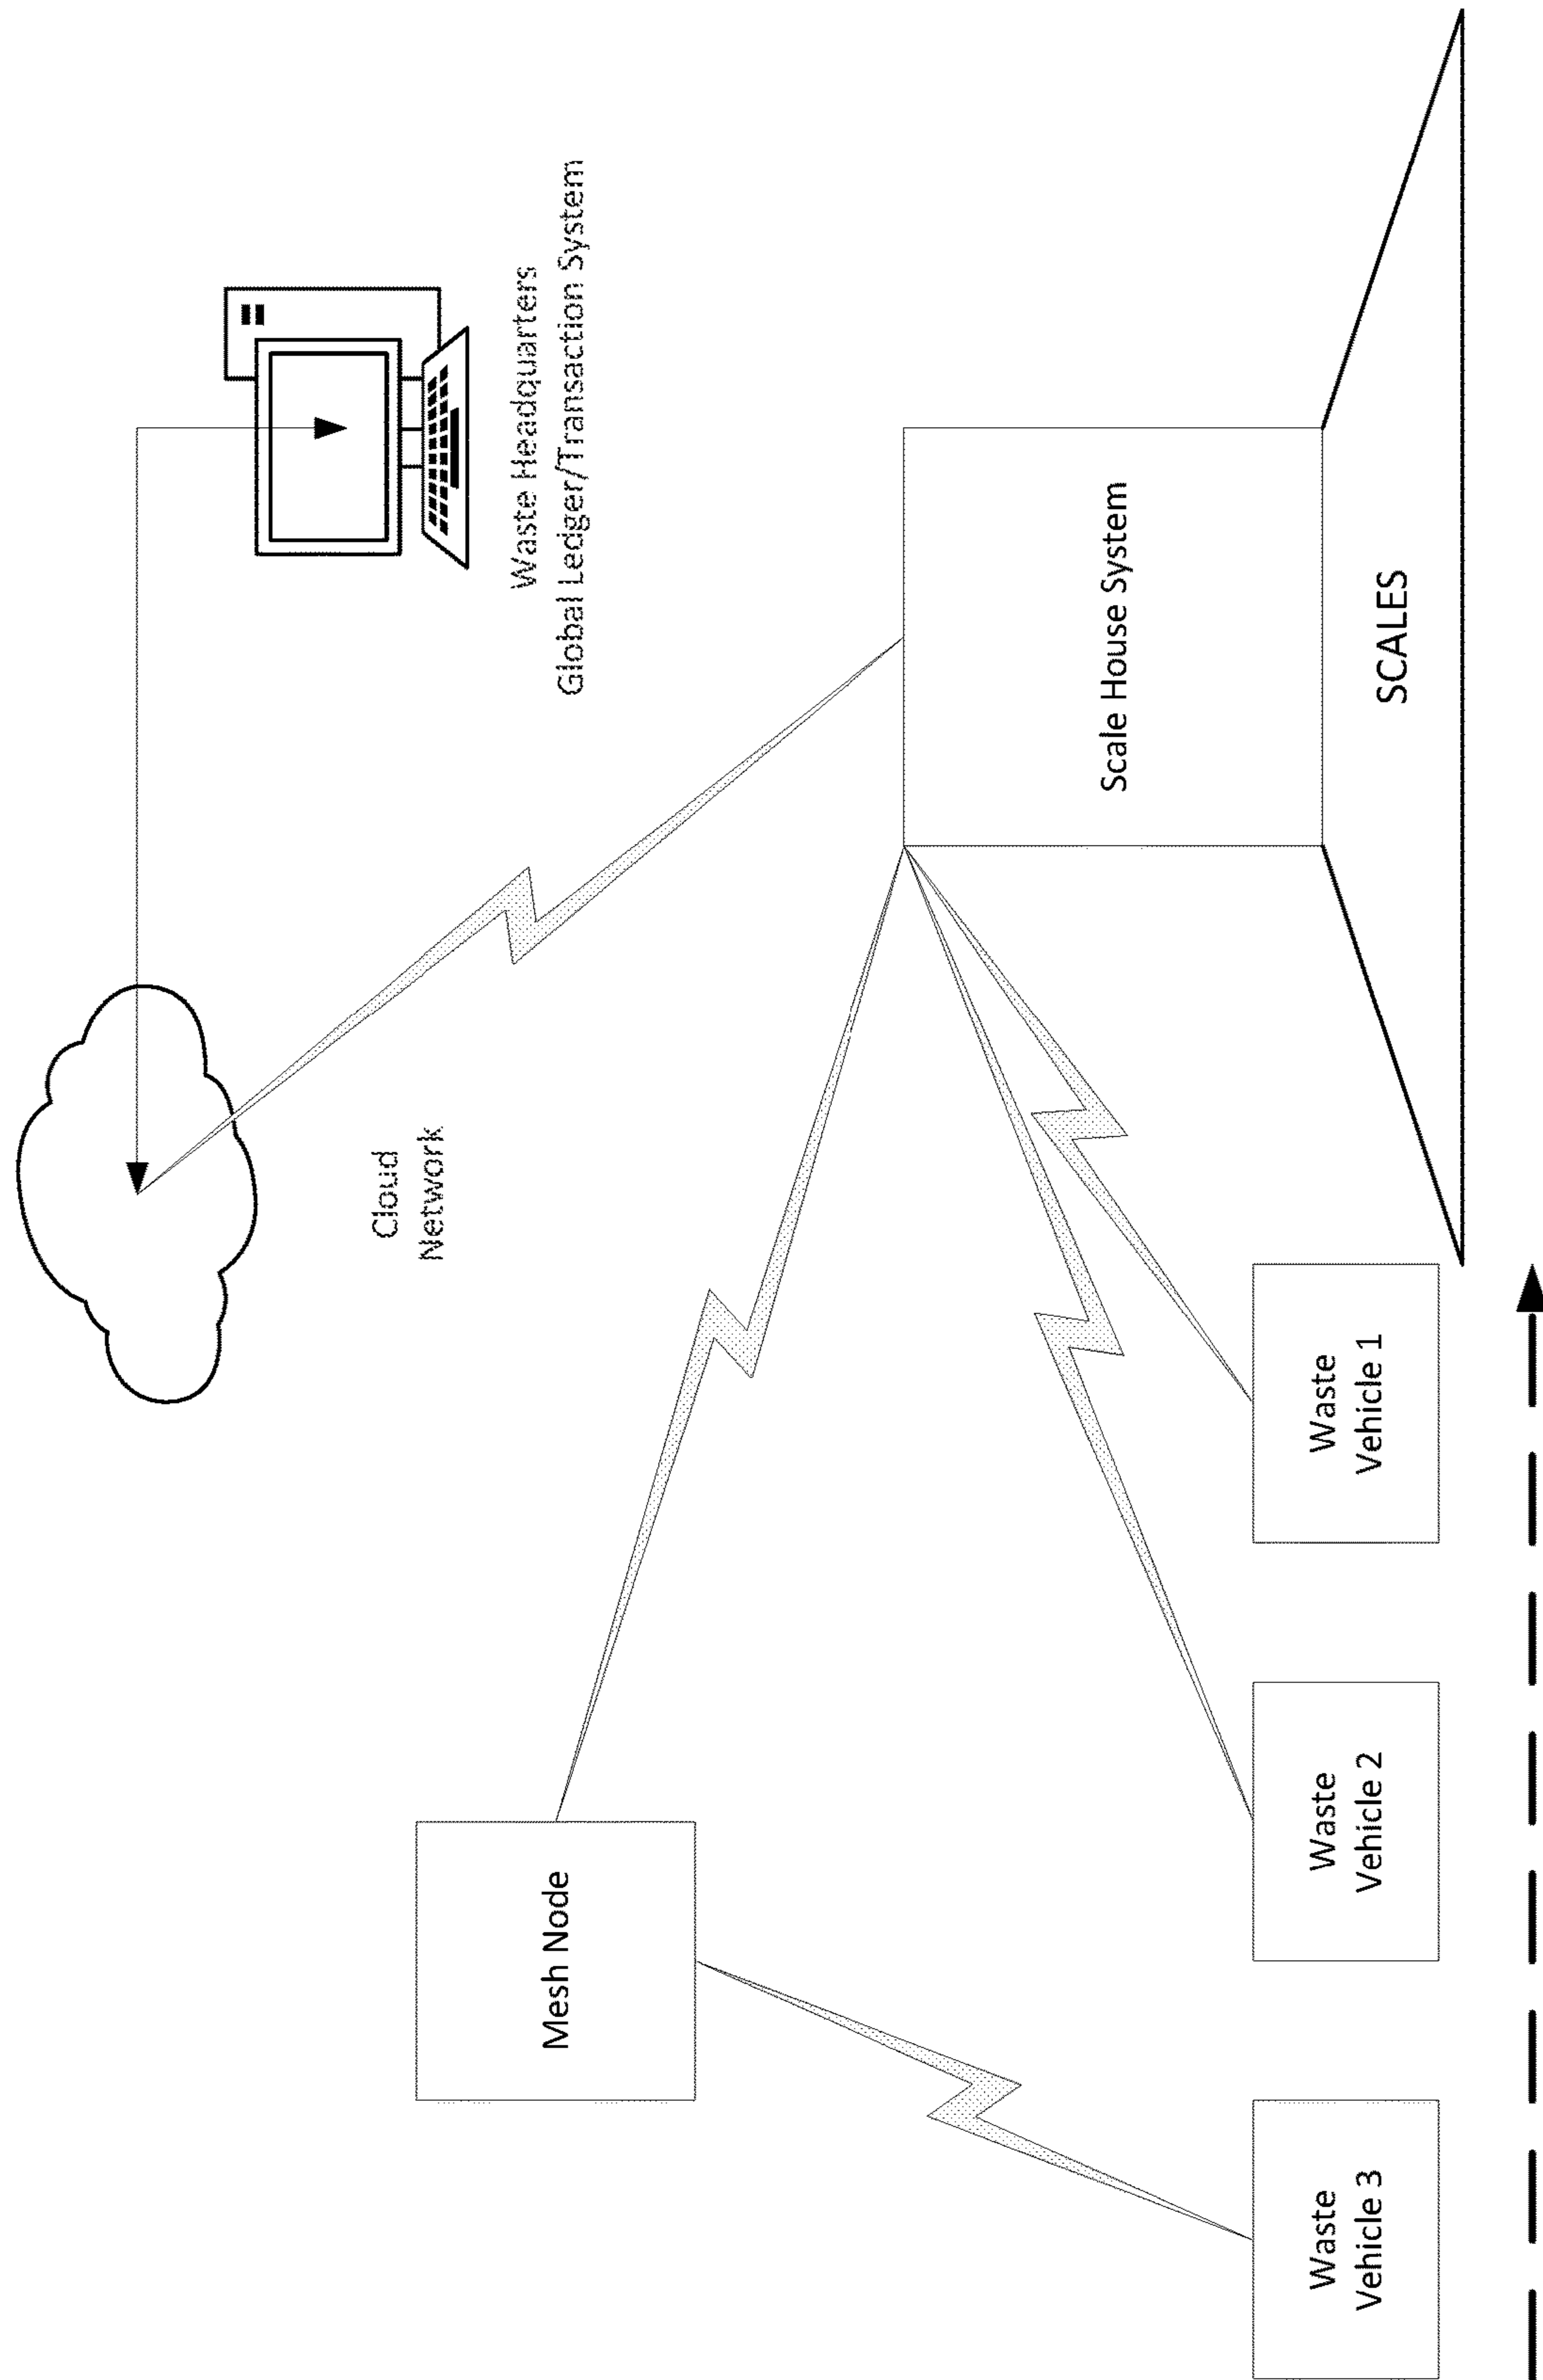 Cloud
Network
Waste Headquarters
Global Ledger/Transaction System
Mesh Node
Scale House System
SCALES
Waste
Vehicle 3
Waste
Vehicle 2
Waste
Vehicle 1